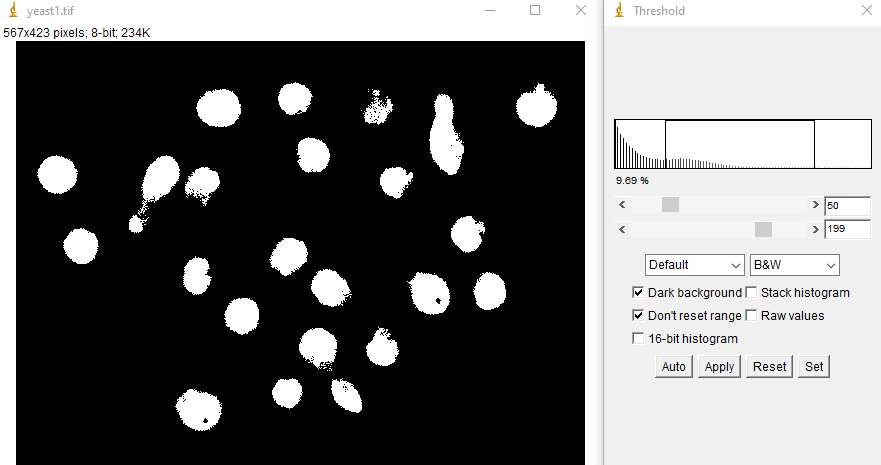 yeast1.tif
567x423 pixels; 8-bit; 234K
Threshold
9.69 %
50
199
Default B&W
Dark background Stack histogram
Don't reset range Raw values
16-bit histogram
Auto Apply Reset Set